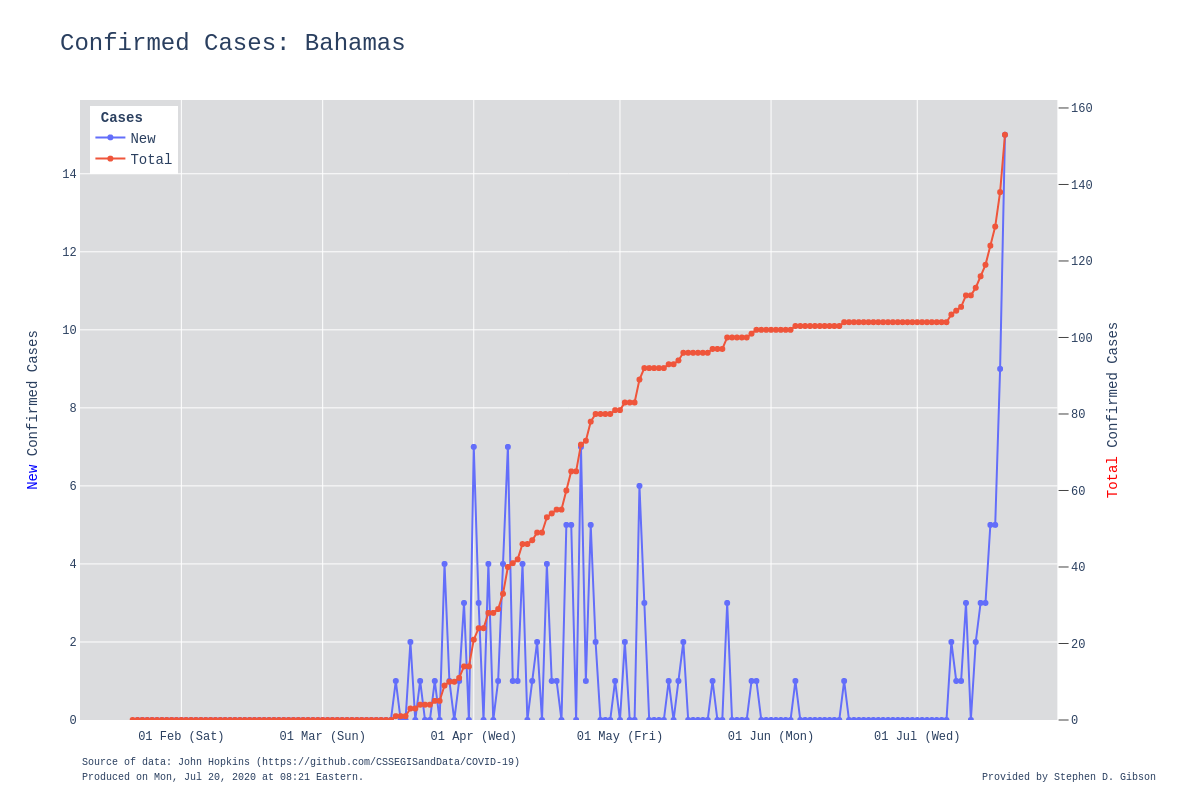 Confirmed Cases: Bahamas
Cases
New
Total
14
12
10
8
6
4
2
0
160
140
120
100
80
60
40
20
0
New Confirmed Cases
Total Confirmed Cases
01 Feb (Sat)
01 Mar (Sun)
01 Apr (Wed)
01 May (Fri)
01 Jun (Mon)
01 Jul (Wed)
Source of data: John Hopkins (https://github.com/CSSEGISandData/COVID-19)
Produced on Mon, Jul 20, 2020 at 08:21 Eastern.
Provided by Stephen D. Gibson